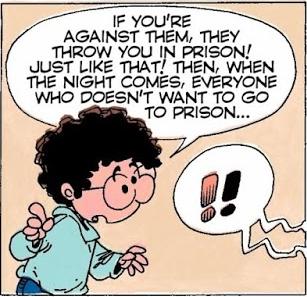 IF YOU'RE
AGAINST THEM, THEY
THROW YOU IN PRISON!
JUST LIKE THAT! THEN, WHEN
THE NIGHT COMES, EVERYONE
WHO DOESN'T WANT TO GO
TO PRISON...
!!